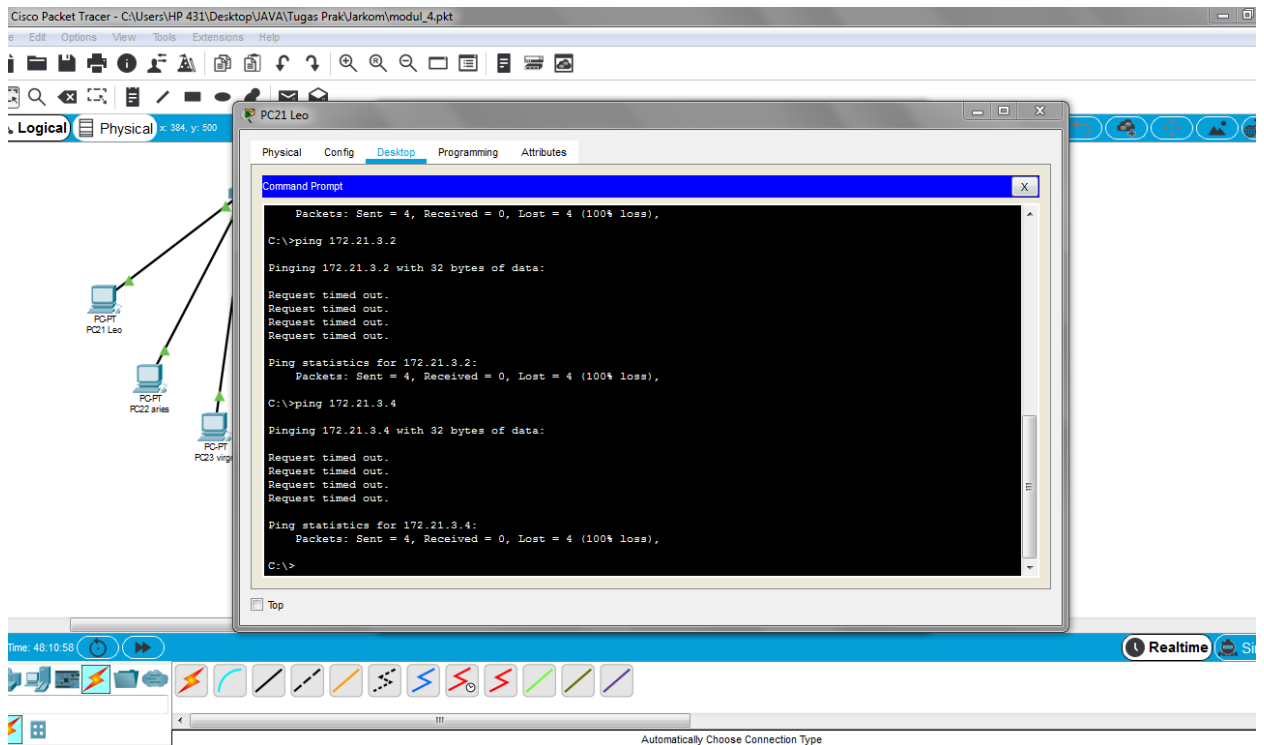 Cisco Packet Tracer - C:\Users\HP 431\Desktop\JAVA\Tugas Prak\Jarkom\modul_4.pkt
Edit Options View Tools Extensions Help
Logical Physical x: 384, y: 500
PC21 Leo
X
Physical Config Desktop Programming Attributes
Command Prompt
X
Packets: Sent = 4, Received = 0, Lost = 4 (100% loss),
C:\>ping 172.21.3.2
Pinging 172.21.3.2 with 32 bytes of data:
Request timed out.
Request timed out.
Request timed out.
Request timed out.
Ping statistics for 172.21.3.2:
Packets: Sent = 4, Received = 0, Lost = 4 (100% loss),
C:\>ping 172.21.3.4
Pinging 172.21.3.4 with 32 bytes of data:
Request timed out.
Request timed out.
Request timed out.
Request timed out.
Ping statistics for 172.21.3.4:
Packets: Sent = 4, Received = 0, Lost = 4 (100% loss),
C:\>
Top
PC-PT
PC21 Leo
PC-PT
PC22 aries
PC-PT
PC23 virg
Time: 48:10:58
Realtime
Automatically Choose Connection Type